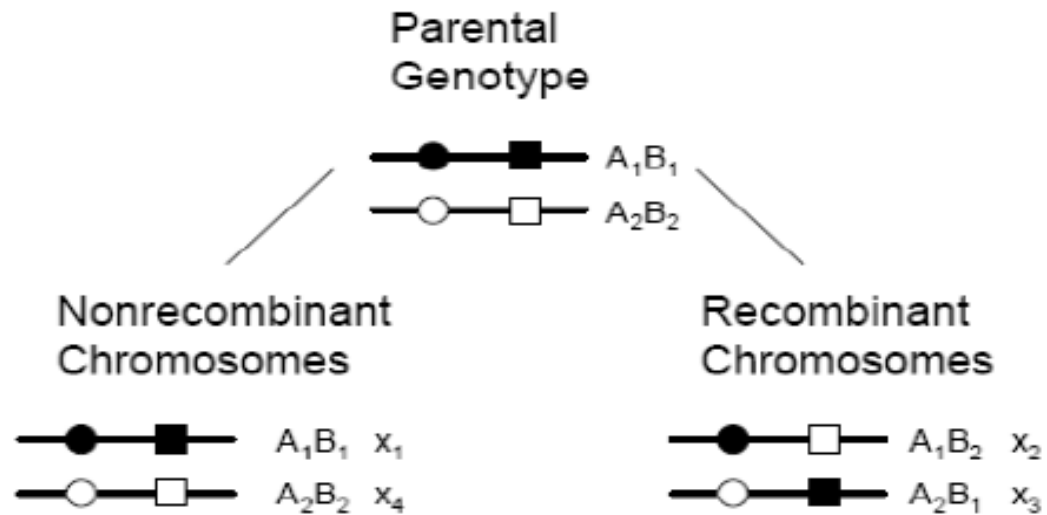 Parental
Genotype
A₁B₁
A₂B₂
Nonrecombinant
Chromosomes
A₁B₁ x₁
A₂B₂ x₄
Recombinant
Chromosomes
A₁B₂ x₂
A₂B₁ x₃